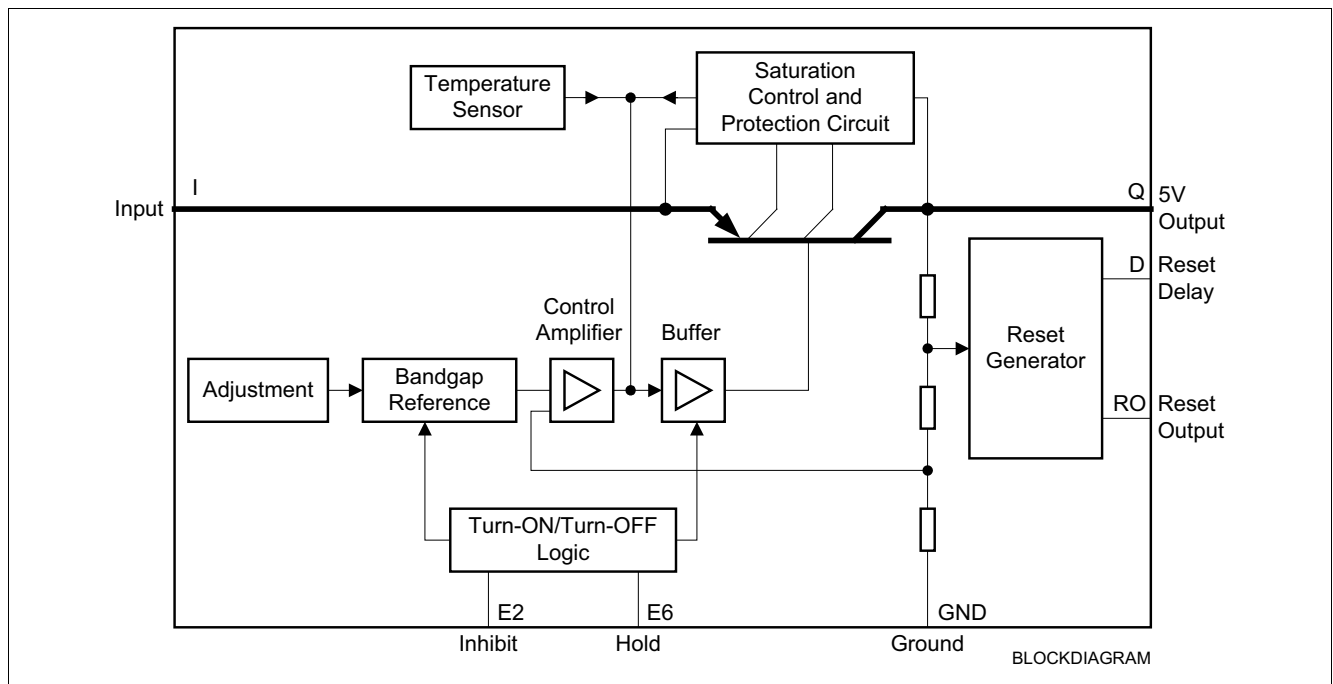 Temperature
Sensor
Saturation
Control and
Protection Circuit
I
Input
Q
5V
Output
D
Reset
Delay
Reset
Generator
Control
Amplifier
Buffer
Adjustment
Bandgap
Reference
RO
Reset
Output
Turn-ON/Turn-OFF
Logic
E2
E6
GND
Inhibit
Hold
Ground
BLOCKDIAGRAM